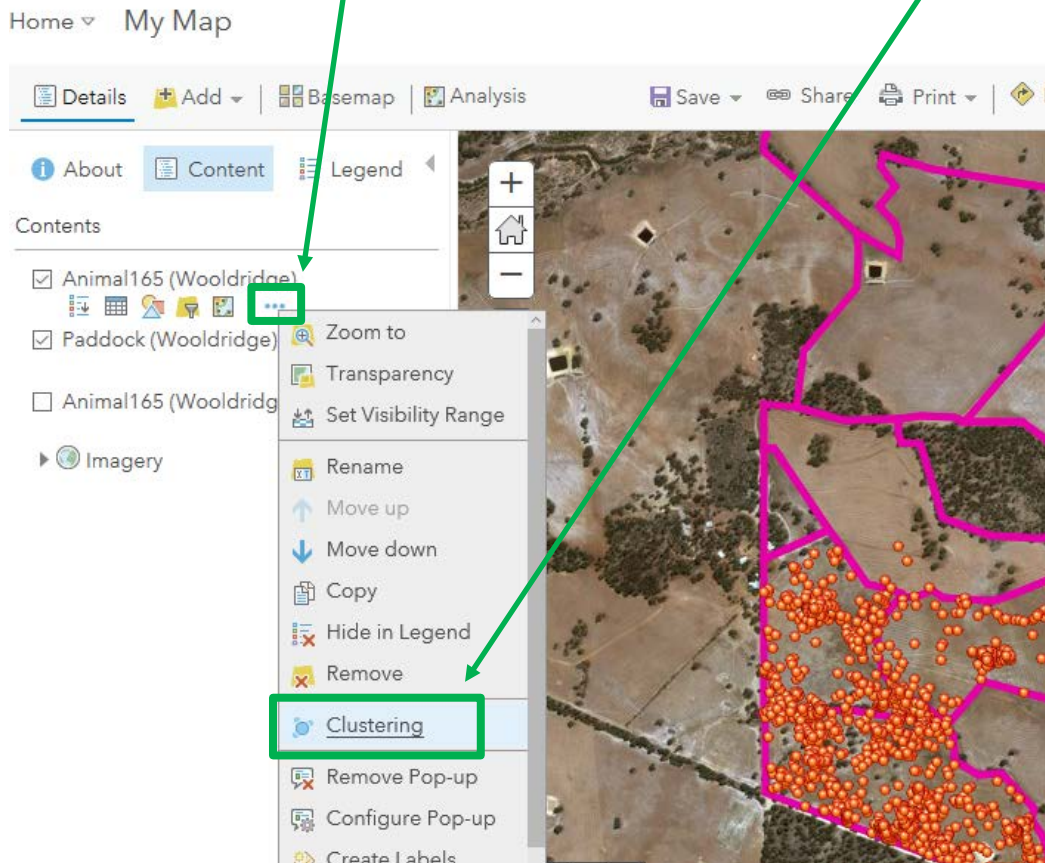 Home My Map
Details Add Basemap Analysis Save Share Print
About Content Legend
Contents
Animal165 (Wooldridge)
Paddock (Wooldridge)
Animal165 (Wooldridg
Imagery
+
−
Zoom to
Transparency
Set Visibility Range
Rename
Move up
Move down
Copy
Hide in Legend
Remove
Clustering
Remove Pop-up
Configure Pop-up
Create Labels